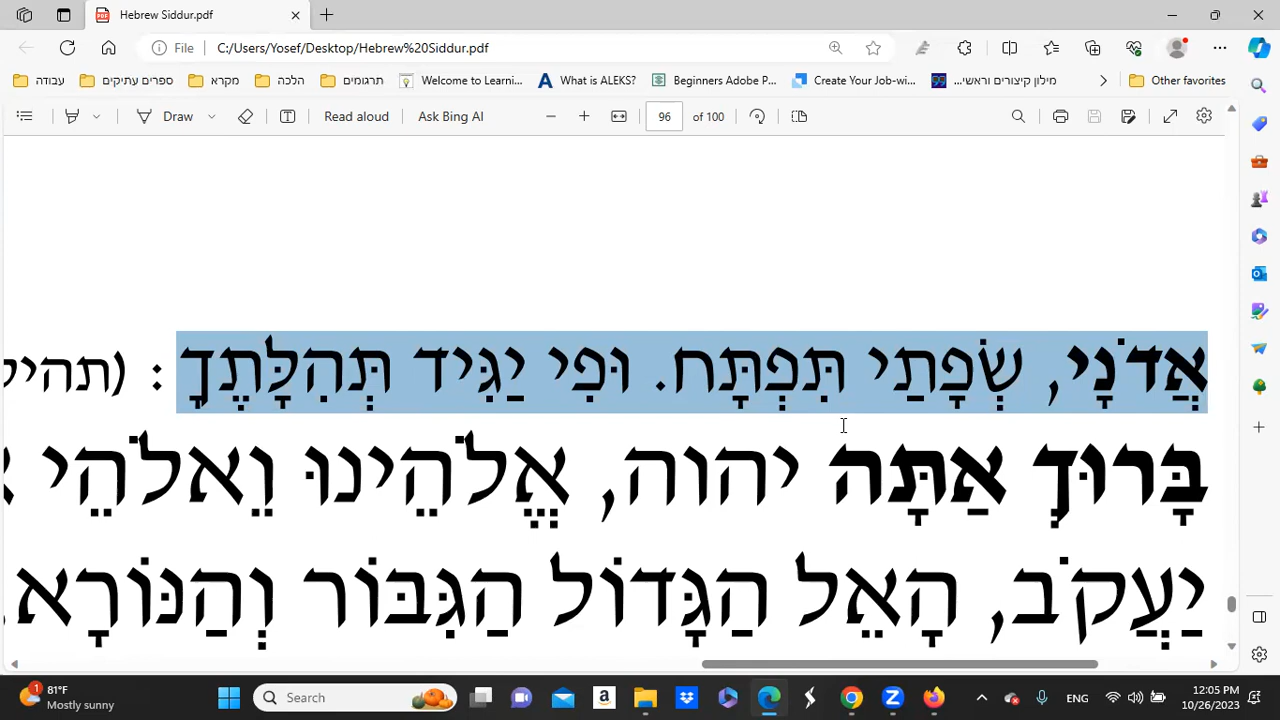 Hebrew Siddur.pdf
File C:/Users/Yosef/Desktop/Hebrew%20Siddur.pdf
עבודה ספרים עתיקים מקרא הלכה תרגומים Welcome to Learni... What is ALEKS? Beginners Adobe P... Create Your Job-wi... מילון קיצורים וראשי... Other favorites
Draw Read aloud Ask Bing AI 96 of 100
אֲדֹנָי, שְׂפָתַי תִּפְתָּח. וּפִי יַגִּיד תְּהִלָּתֶךָ : (תהיל
בָּרוּךְ אַתָּה יהוה, אֱלֹהֵינוּ וֵאלֹהֵי
יַעֲקֹב, הָאֵל הַגָּדוֹל הַגִּבּוֹר וְהַנּוֹרָא,
1 81°F
Mostly sunny
Search
ENG
12:05 PM
10/26/2023